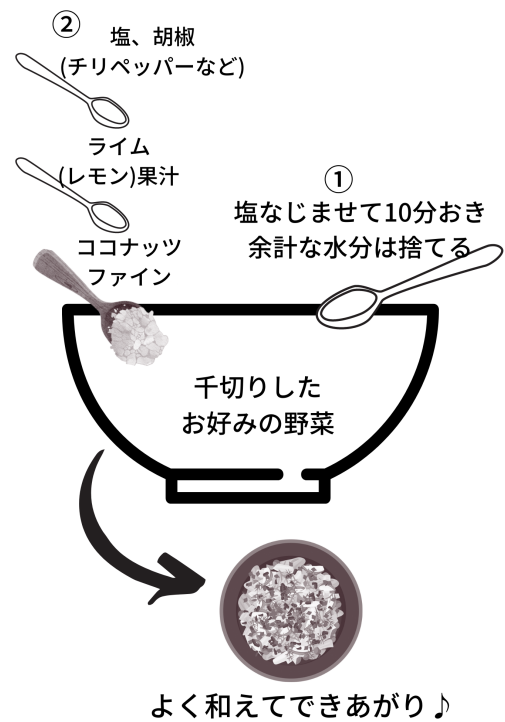 ②
塩、胡椒
(チリペッパーなど)
ライム
(レモン)果汁
ココナッツ
ファイン
①
塩なじませて10分おき
余計な水分は捨てる
千切りした
お好みの野菜
よく和えてできあがり♪